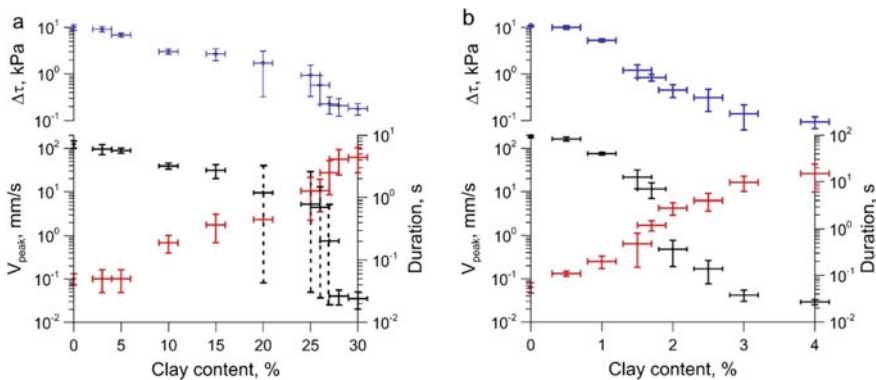 a
Δτ, kPa
10¹
10⁰
10⁻¹
V_peak, mm/s
10²
10¹
10⁰
10⁻¹
10⁻²
10¹
10⁰
10⁻¹
10⁻²
Duration, s
0 5 10 15 20 25 30
Clay content, %
b
Δτ, kPa
10¹
10⁰
10⁻¹
V_peak, mm/s
10²
10¹
10⁰
10⁻¹
10⁻²
10²
10¹
10⁰
10⁻¹
10⁻²
Duration, s
0 1 2 3 4
Clay content, %